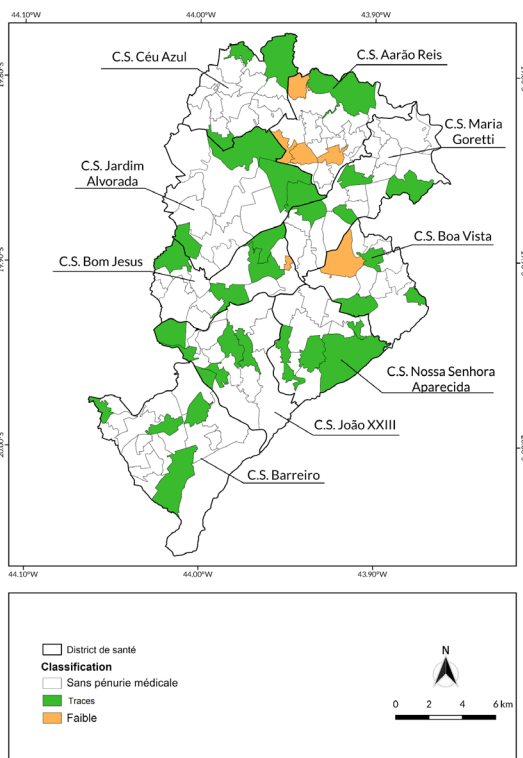 44.10°W 44.00°W 43.90°W
C.S. Céu Azul
C.S. Aarão Reis
C.S. Maria
Goretti
C.S. Jardim
Alvorada
C.S. Boa Vista
C.S. Bom Jesus
C.S. Nossa Senhora
Aparecida
C.S. João XXIII
C.S. Barreiro
44.10°W 44.00°W 43.90°W
District de santé
Classification
Sans pénurie médicale
Traces
Faible
N
0 2 4 6 km